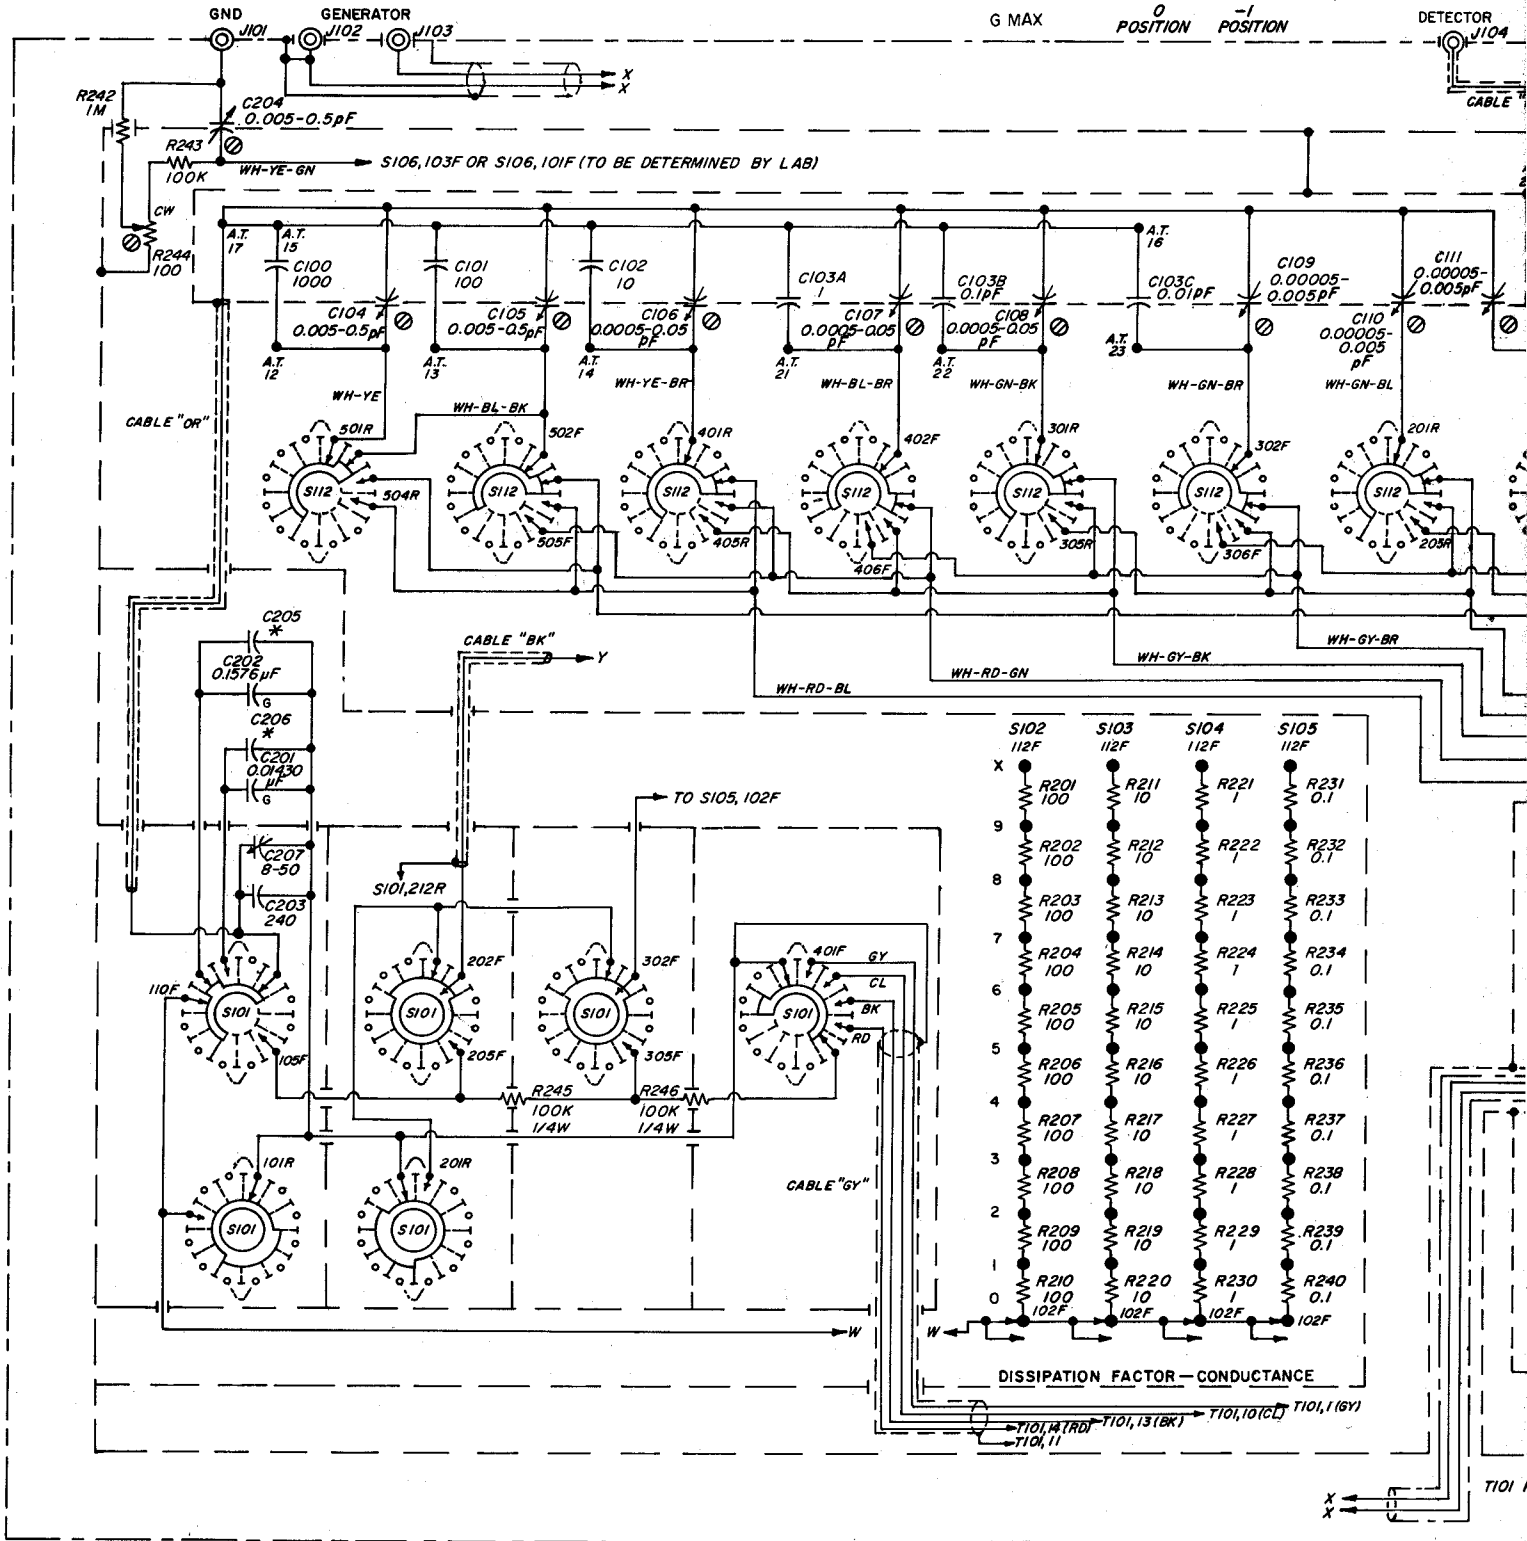 GND
J101
GENERATOR
J102
J103
G MAX
0
POSITION
-1
POSITION
DETECTOR
J104
X
X
CABLE "
R242
1M
C204
0.005-0.5pF
R243
100K
WH-YE-GN
S106,103F OR S106,101F (TO BE DETERMINED BY LAB)
CW
R244
100
A.T.
17
A.T.
15
A.T.
16
C100
1000
C101
100
C102
10
C103A
1
C103B
0.1pF
C103C
0.01pF
C109
0.00005-
0.005pF
C111
0.00005-
0.005pF
C104
0.005-0.5pF
C105
0.005-0.5pF
C106
0.00005-0.05
pF
C107
0.0005-0.05
pF
C108
0.0005-0.05
pF
C110
0.00005-
0.005
pF
A.T.
12
A.T.
13
A.T.
14
A.T.
21
A.T.
22
A.T.
23
WH-YE
WH-BL-BK
WH-YE-BR
WH-BL-BR
WH-GN-BK
WH-GN-BR
WH-GN-BL
CABLE "OR"
501R
502F
401R
402F
301R
302F
201R
S112
S112
S112
S112
S112
S112
S112
504R
505F
405R
406F
305R
306F
205R
C205
*
C202
0.1576µF
G
C206
*
C201
0.01430
µF
G
C207
8-50
C203
240
CABLE "BK"
Y
WH-RD-BL
WH-RD-GN
WH-GY-BK
WH-GY-BR
TO S105, 102F
S101,212R
110F
S101
105F
202F
S101
205F
302F
S101
305F
401F
S101
GY
CL
BK
RD
R245
100K
1/4W
R246
100K
1/4W
101R
S101
201R
S101
CABLE "GY"
W
W
S102
112F
S103
112F
S104
112F
S105
112F
X
R201
100
R211
10
R221
1
R231
0.1
9
R202
100
R212
10
R222
1
R232
0.1
8
R203
100
R213
10
R223
1
R233
0.1
7
R204
100
R214
10
R224
1
R234
0.1
6
R205
100
R215
10
R225
1
R235
0.1
5
R206
100
R216
10
R226
1
R236
0.1
4
R207
100
R217
10
R227
1
R237
0.1
3
R208
100
R218
10
R228
1
R238
0.1
2
R209
100
R219
10
R229
1
R239
0.1
1
R210
100
R220
10
R230
1
R240
0.1
0
102F
102F
102F
102F
DISSIPATION FACTOR — CONDUCTANCE
T101,1 (GY)
T101,10 (CL)
T101,13 (BK)
T101,14 (RD)
T101,11
X
X
T101